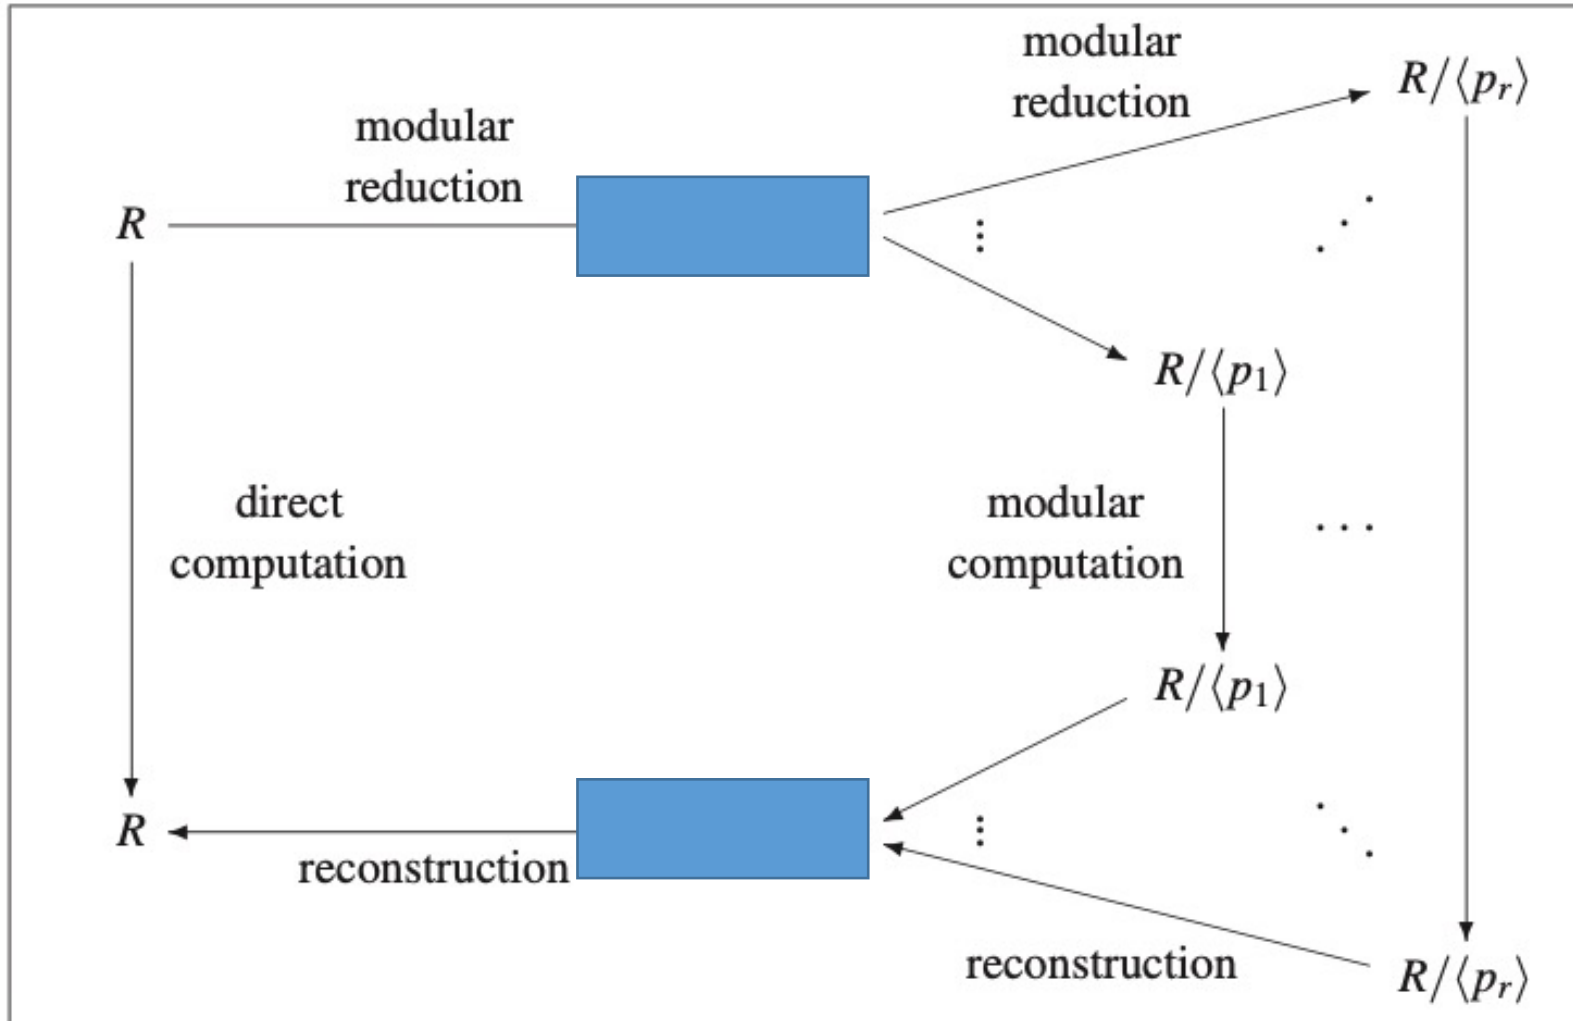 modular
reduction
R/⟨p_r⟩
modular
reduction
R
R/⟨p_1⟩
direct
computation
modular
computation
R/⟨p_1⟩
R
reconstruction
reconstruction
R/⟨p_r⟩